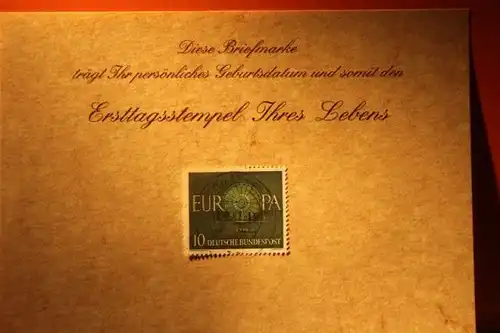 Diese Briefmarke
trägt Ihr persönliches Geburtsdatum und somit den
Ersttagsstempel Ihres Lebens
EUROPA
10 DEUTSCHE BUNDESPOST